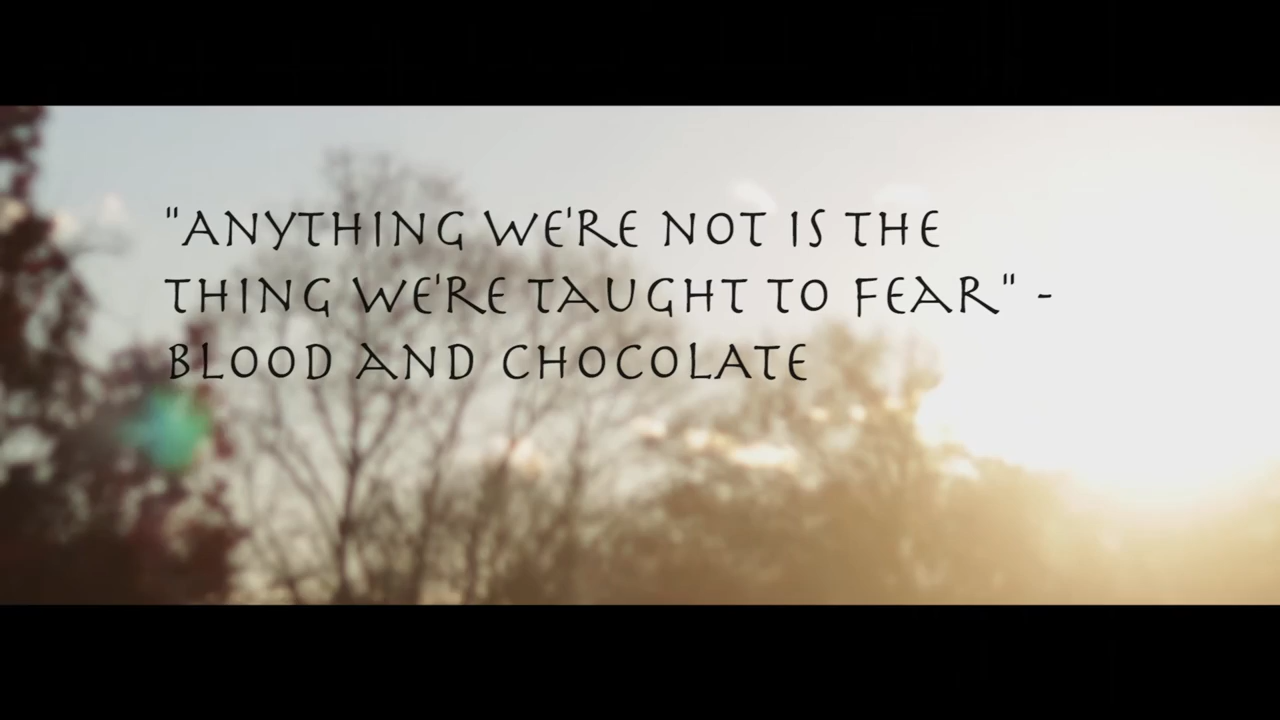 "ANYTHING WE'RE NOT IS THE
THING WE'RE TAUGHT TO FEAR" -
BLOOD AND CHOCOLATE